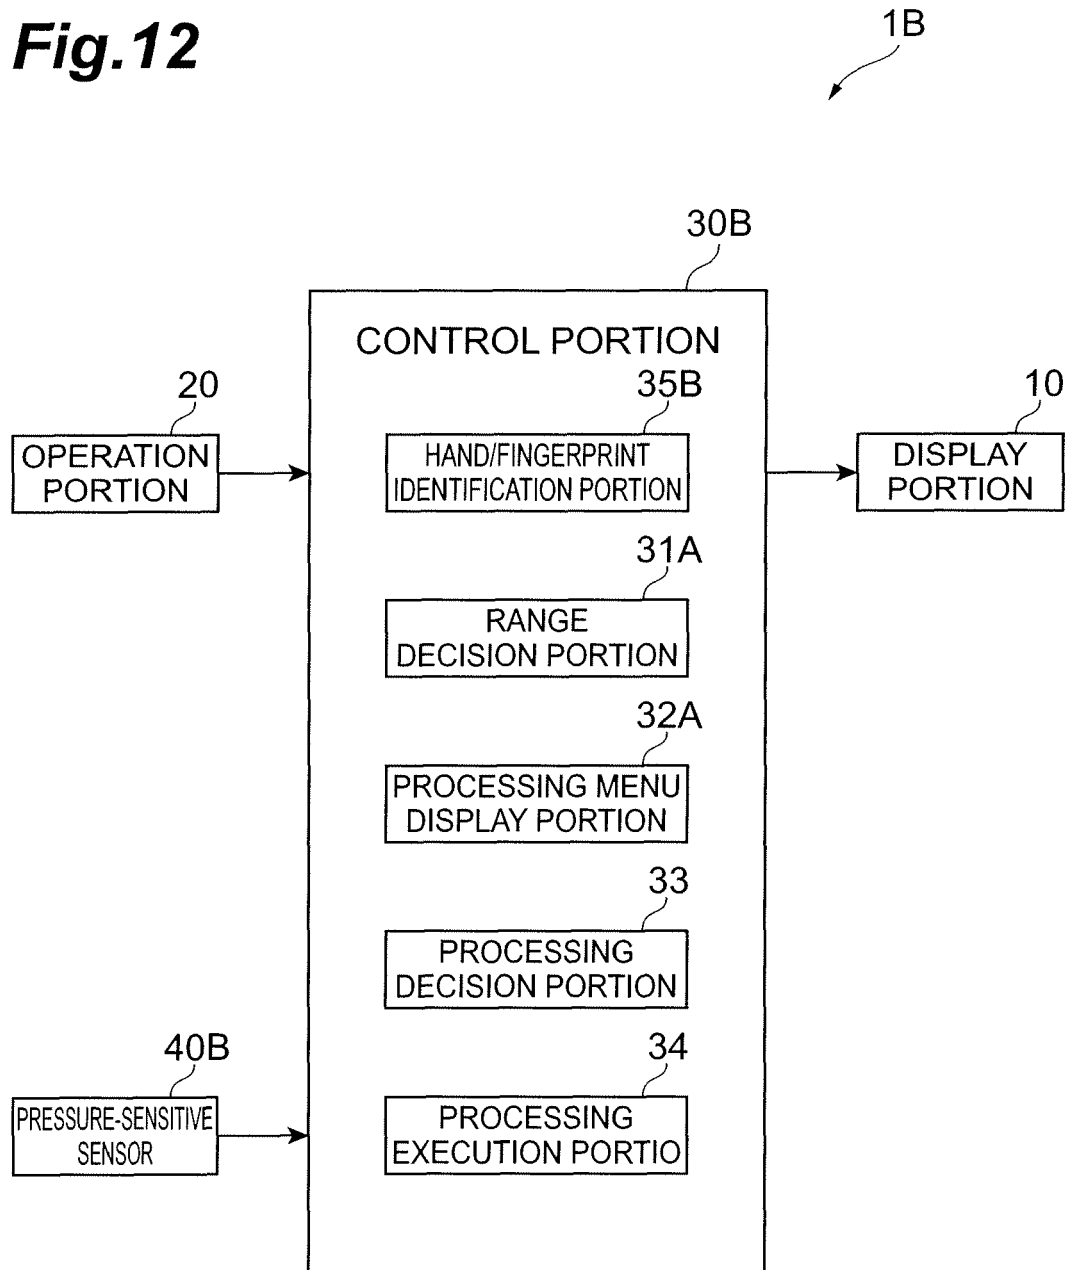 Fig.12
1B
30B
CONTROL PORTION
20
OPERATION
PORTION
35B
HAND/FINGERPRINT
IDENTIFICATION PORTION
10
DISPLAY
PORTION
31A
RANGE
DECISION PORTION
32A
PROCESSING MENU
DISPLAY PORTION
33
PROCESSING
DECISION PORTION
40B
PRESSURE-SENSITIVE
SENSOR
34
PROCESSING
EXECUTION PORTIO